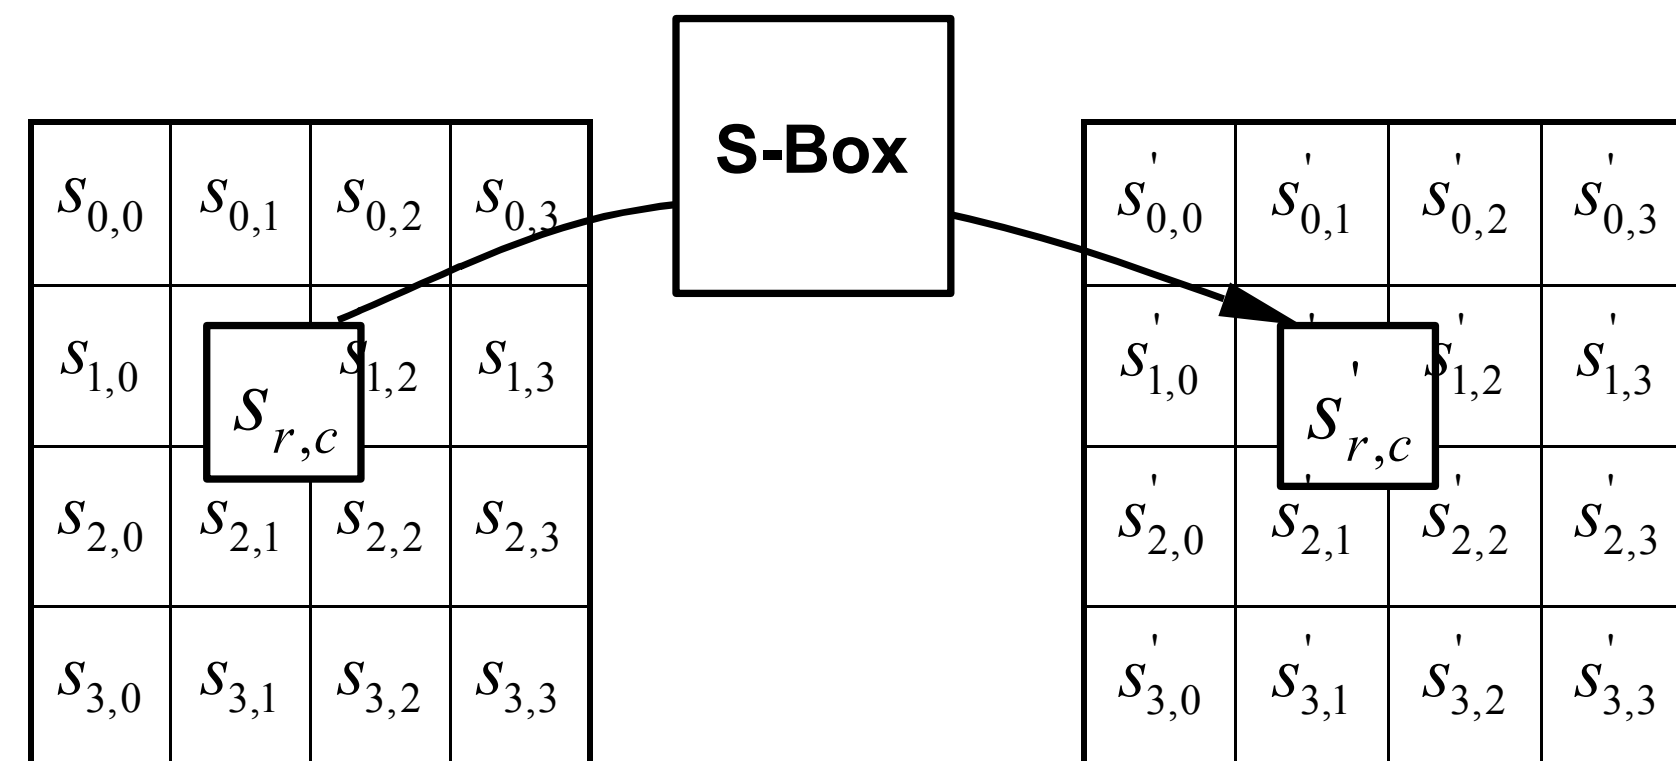 S-Box
s0,0 s0,1 s0,2 s0,3 s'0,0 s'0,1 s'0,2 s'0,3
s1,0 s1,2 s1,3 s'1,0 s'1,2 s'1,3
sr,c s'r,c
s2,0 s2,1 s2,2 s2,3 s'2,0 s'2,1 s'2,2 s'2,3
s3,0 s3,1 s3,2 s3,3 s'3,0 s'3,1 s'3,2 s'3,3